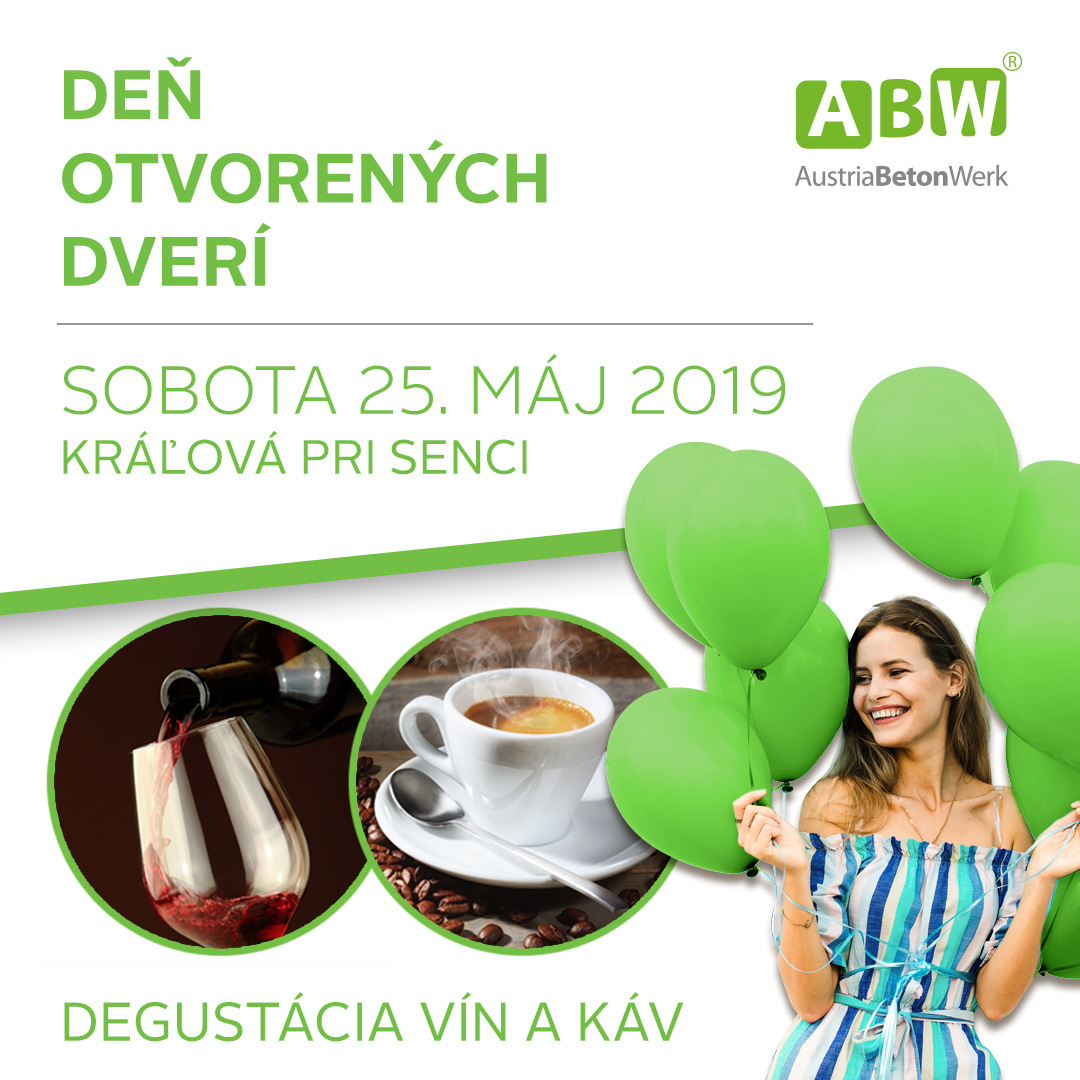 DEŇ
OTVORENÝCH
DVERÍ
ABW®
AustriaBetonWerk
SOBOTA 25. MÁJ 2019
KRÁĽOVÁ PRI SENCI
DEGUSTÁCIA VÍN A KÁV